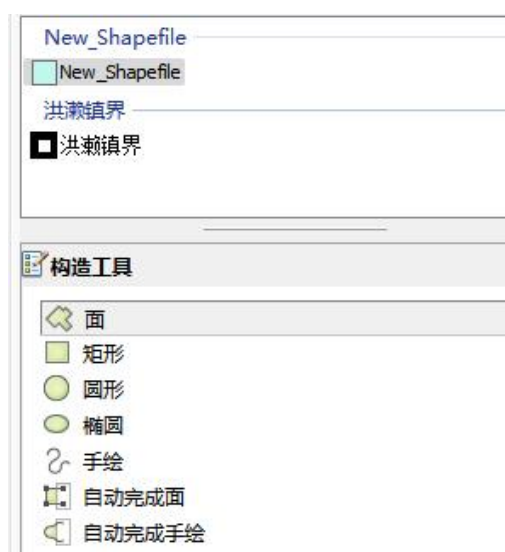 New_Shapefile
New_Shapefile
洪濑镇界
洪濑镇界
构造工具
面
矩形
圆形
椭圆
手绘
自动完成面
自动完成手绘